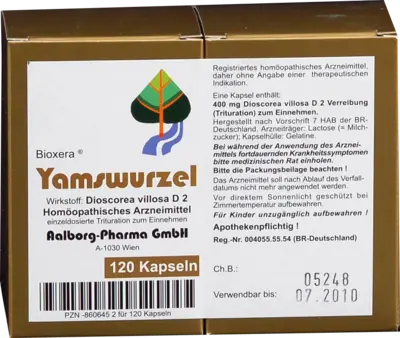 Bioxera ®
Yamswurzel
Wirkstoff: Dioscorea villosa D 2
Homöopathisches Arzneimittel
einzeldosierte Trituration zum Einnehmen
Aalborg-Pharma GmbH
A-1030 Wien
120 Kapseln
PZN -860645 2 für 120 Kapseln
Registriertes homöopathisches Arzneimittel,
daher ohne Angabe einer therapeutischen
Indikation.
Eine Kapsel enthält:
400 mg Dioscorea villosa D 2 Verreibung
(Trituration) zum Einnehmen.
Hergestellt nach Vorschrift 7 HAB der BR-
Deutschland. Arzneiträger: Lactose (= Milch-
zucker); Kapselhülle: Gelatine.
Bei während der Anwendung des Arznei-
mittels fortdauernden Krankheitssymptomen
bitte medizinischen Rat einholen.
Bitte die Packungsbeilage beachten !
Das Arzneimittel soll nach Ablauf des Verfall-
datums nicht mehr angewendet werden.
Vor direktem Sonnenlicht geschützt bei
Zimmertemperatur aufbewahren.
Für Kinder unzugänglich aufbewahren !
Apothekenpflichtig !
Reg.-Nr. 004055.55.54 (BR-Deutschland)
Ch.B.: 05248
Verwendbar bis: 07.2010